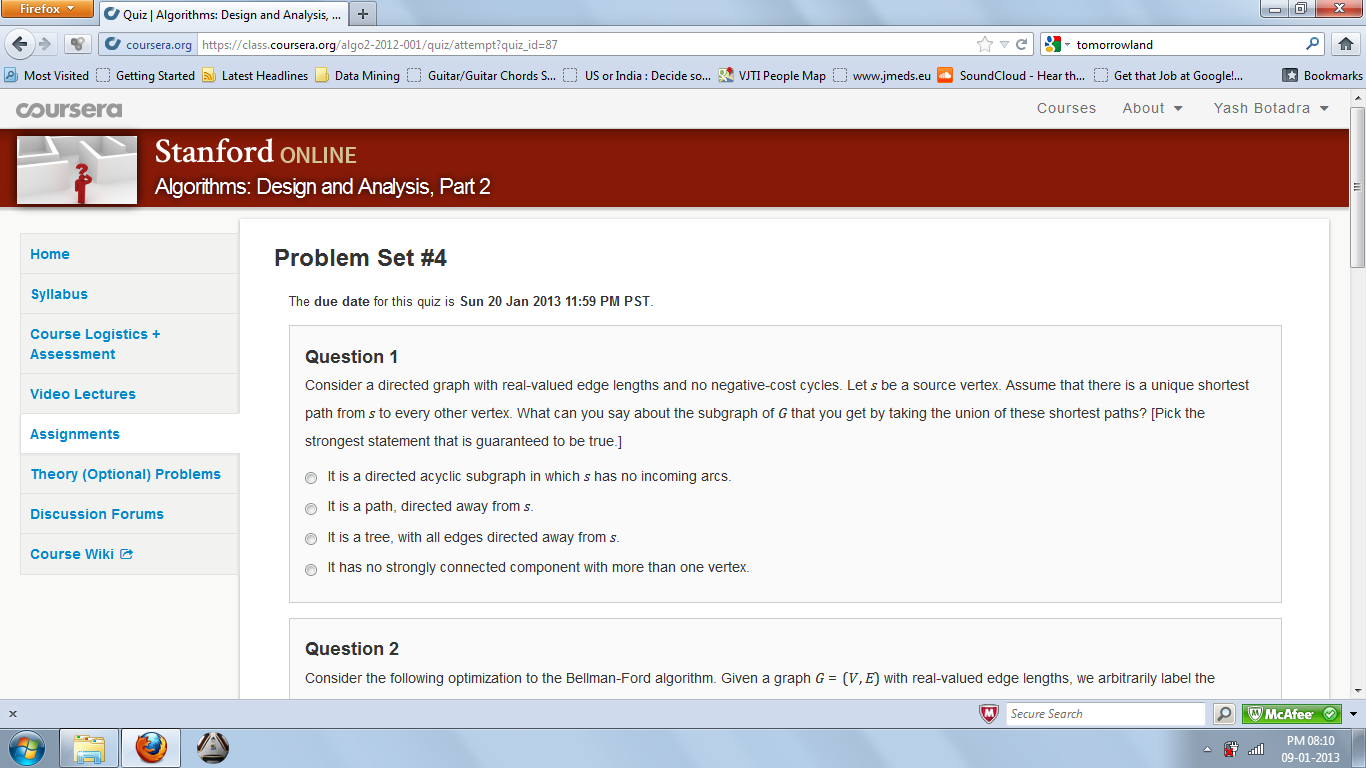 Firefox
Quiz | Algorithms: Design and Analysis, ...
coursera.org https://class.coursera.org/algo2-2012-001/quiz/attempt?quiz_id=87 tomorrowland
Most Visited Getting Started Latest Headlines Data Mining Guitar/Guitar Chords S... US or India : Decide so... VJTI People Map www.jmeds.eu SoundCloud - Hear th... Get that Job at Google!... Bookmarks
coursera Courses About Yash Botadra
Stanford ONLINE
Algorithms: Design and Analysis, Part 2
Home
Syllabus
Course Logistics +
Assessment
Video Lectures
Assignments
Theory (Optional) Problems
Discussion Forums
Course Wiki
Problem Set #4
The due date for this quiz is Sun 20 Jan 2013 11:59 PM PST.
Question 1
Consider a directed graph with real-valued edge lengths and no negative-cost cycles. Let s be a source vertex. Assume that there is a unique shortest
path from s to every other vertex. What can you say about the subgraph of G that you get by taking the union of these shortest paths? [Pick the
strongest statement that is guaranteed to be true.]
It is a directed acyclic subgraph in which s has no incoming arcs.
It is a path, directed away from s.
It is a tree, with all edges directed away from s.
It has no strongly connected component with more than one vertex.
Question 2
Consider the following optimization to the Bellman-Ford algorithm. Given a graph G = (V, E) with real-valued edge lengths, we arbitrarily label the
x Secure Search McAfee
PM 08:10
09-01-2013